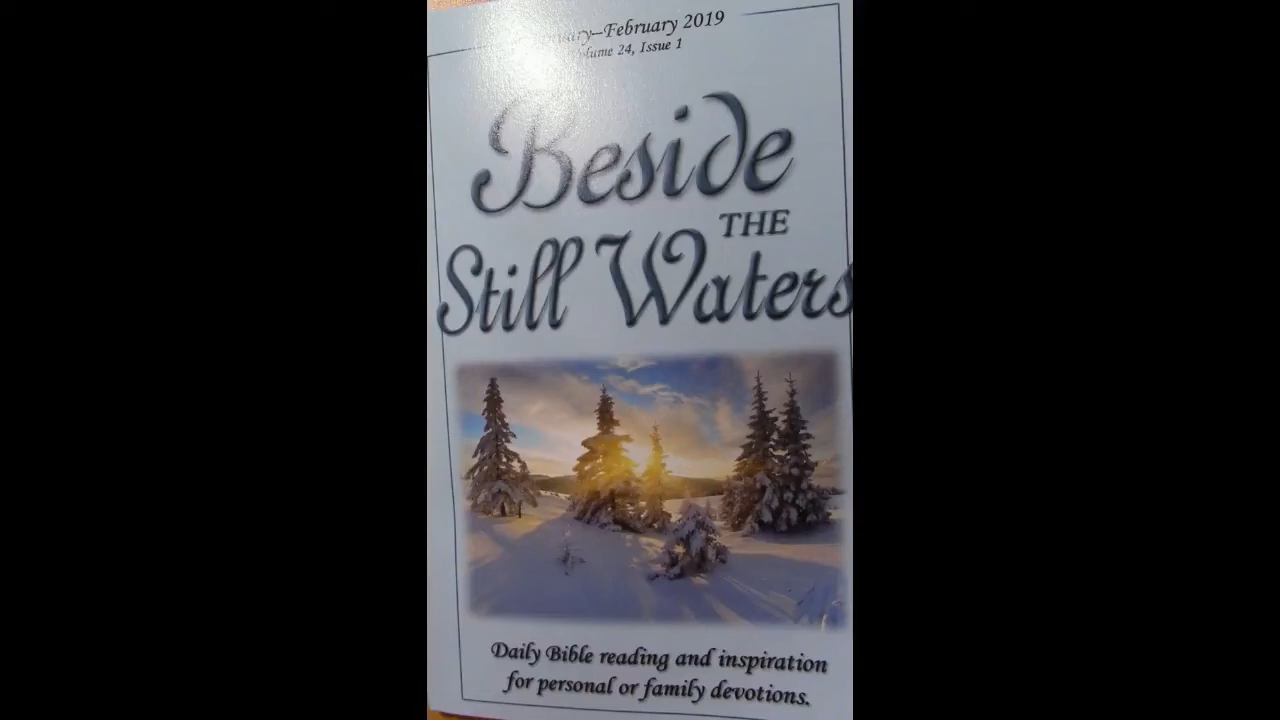 February 2019
Volume 24, Issue 1
Beside
THE
Still Waters
Daily Bible reading and inspiration
for personal or family devotions.